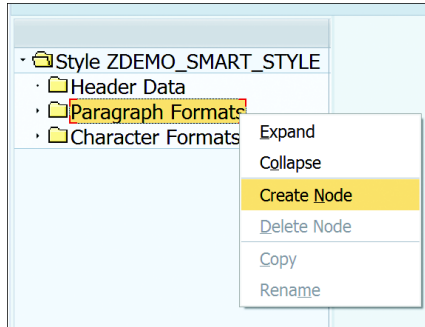 Style ZDEMO_SMART_STYLE
Header Data
Paragraph Formats
Character Formats
Expand
Collapse
Create Node
Delete Node
Copy
Rename